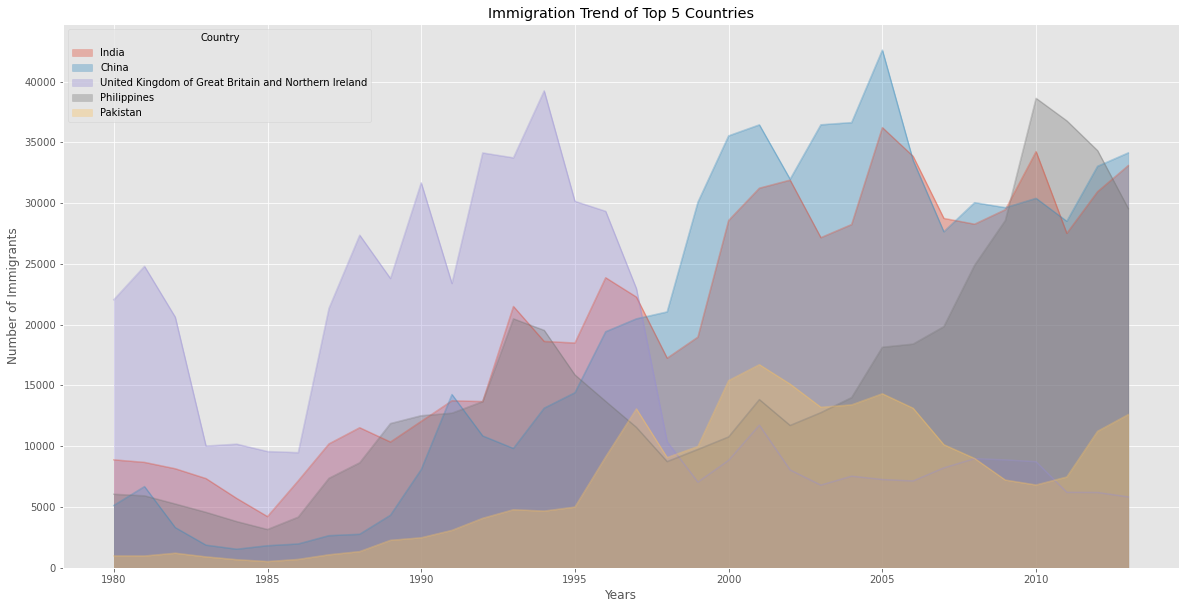 Immigration Trend of Top 5 Countries
Country
India
China
United Kingdom of Great Britain and Northern Ireland
Philippines
Pakistan
Number of Immigrants
40000
35000
30000
25000
20000
15000
10000
5000
0
1980 1985 1990 1995 2000 2005 2010
Years